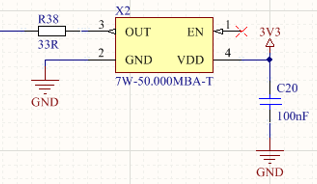 X2
R38
3
OUT
EN
1
3V3
33R
2
GND
VDD
4
7W-50.000MBA-T
C20
GND
100nF
GND